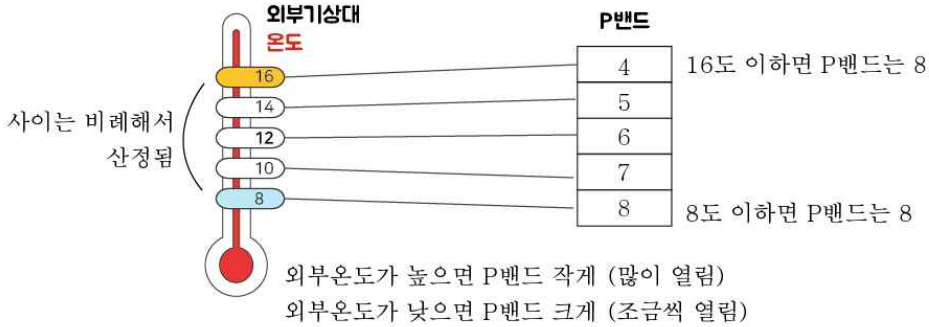 외부기상대
온도
P밴드
16
4
16도 이하면 P밴드는 8
14
5
사이는 비례해서
산정됨
12
6
10
7
8
8
8도 이하면 P밴드는 8
외부온도가 높으면 P밴드 작게 (많이 열림)
외부온도가 낮으면 P밴드 크게 (조금씩 열림)